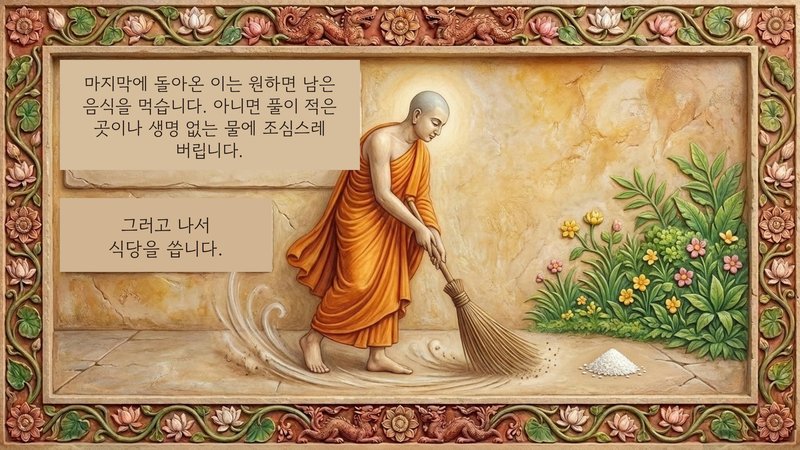 마지막에 돌아온 이는 원하면 남은
음식을 먹습니다. 아니면 풀이 적은
곳이나 생명 없는 물에 조심스레
버립니다.
그러고 나서
식당을 씁니다.